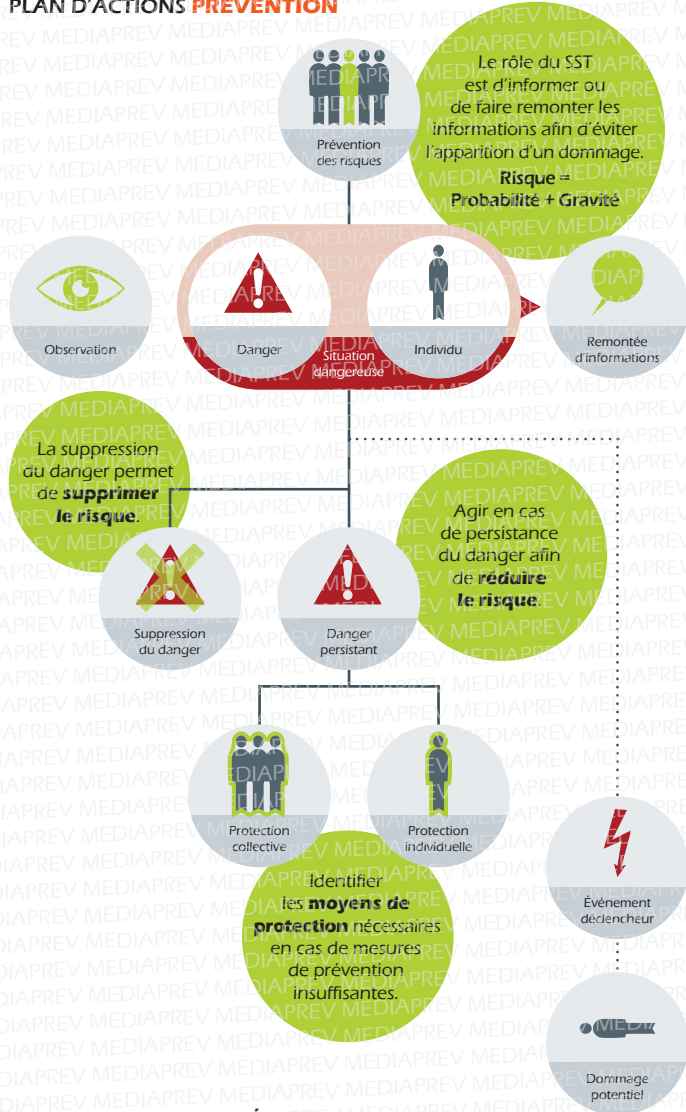 PLAN D'ACTIONS PRÉVENTION
Le rôle du SST
est d'informer ou
de faire remonter les
informations afin d'éviter
l'apparition d'un dommage.
Risque =
Probabilité + Gravité
Prévention
des risques
Observation
Danger
Situation
dangereuse
Individu
Remontée
d'informations
La suppression
du danger permet
de supprimer
le risque.
Agir en cas
de persistance
du danger afin
de réduire
le risque.
Suppression
du danger
Danger
persistant
Protection
collective
Protection
individuelle
Identifier
les moyens de
protection nécessaires
en cas de mesures
de prévention
insuffisantes.
Événement
déclencheur
Dommage
potentiel
MEDIAPREV